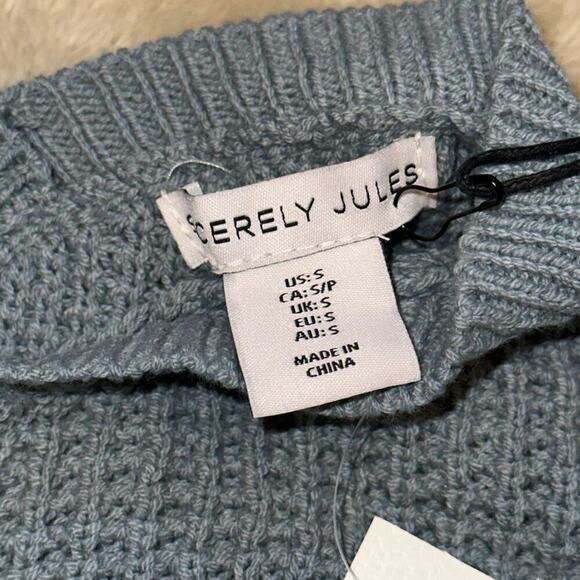 CERELY JULES
US: S
CA: S/P
UK: S
EU: S
AU: S
MADE IN
CHINA